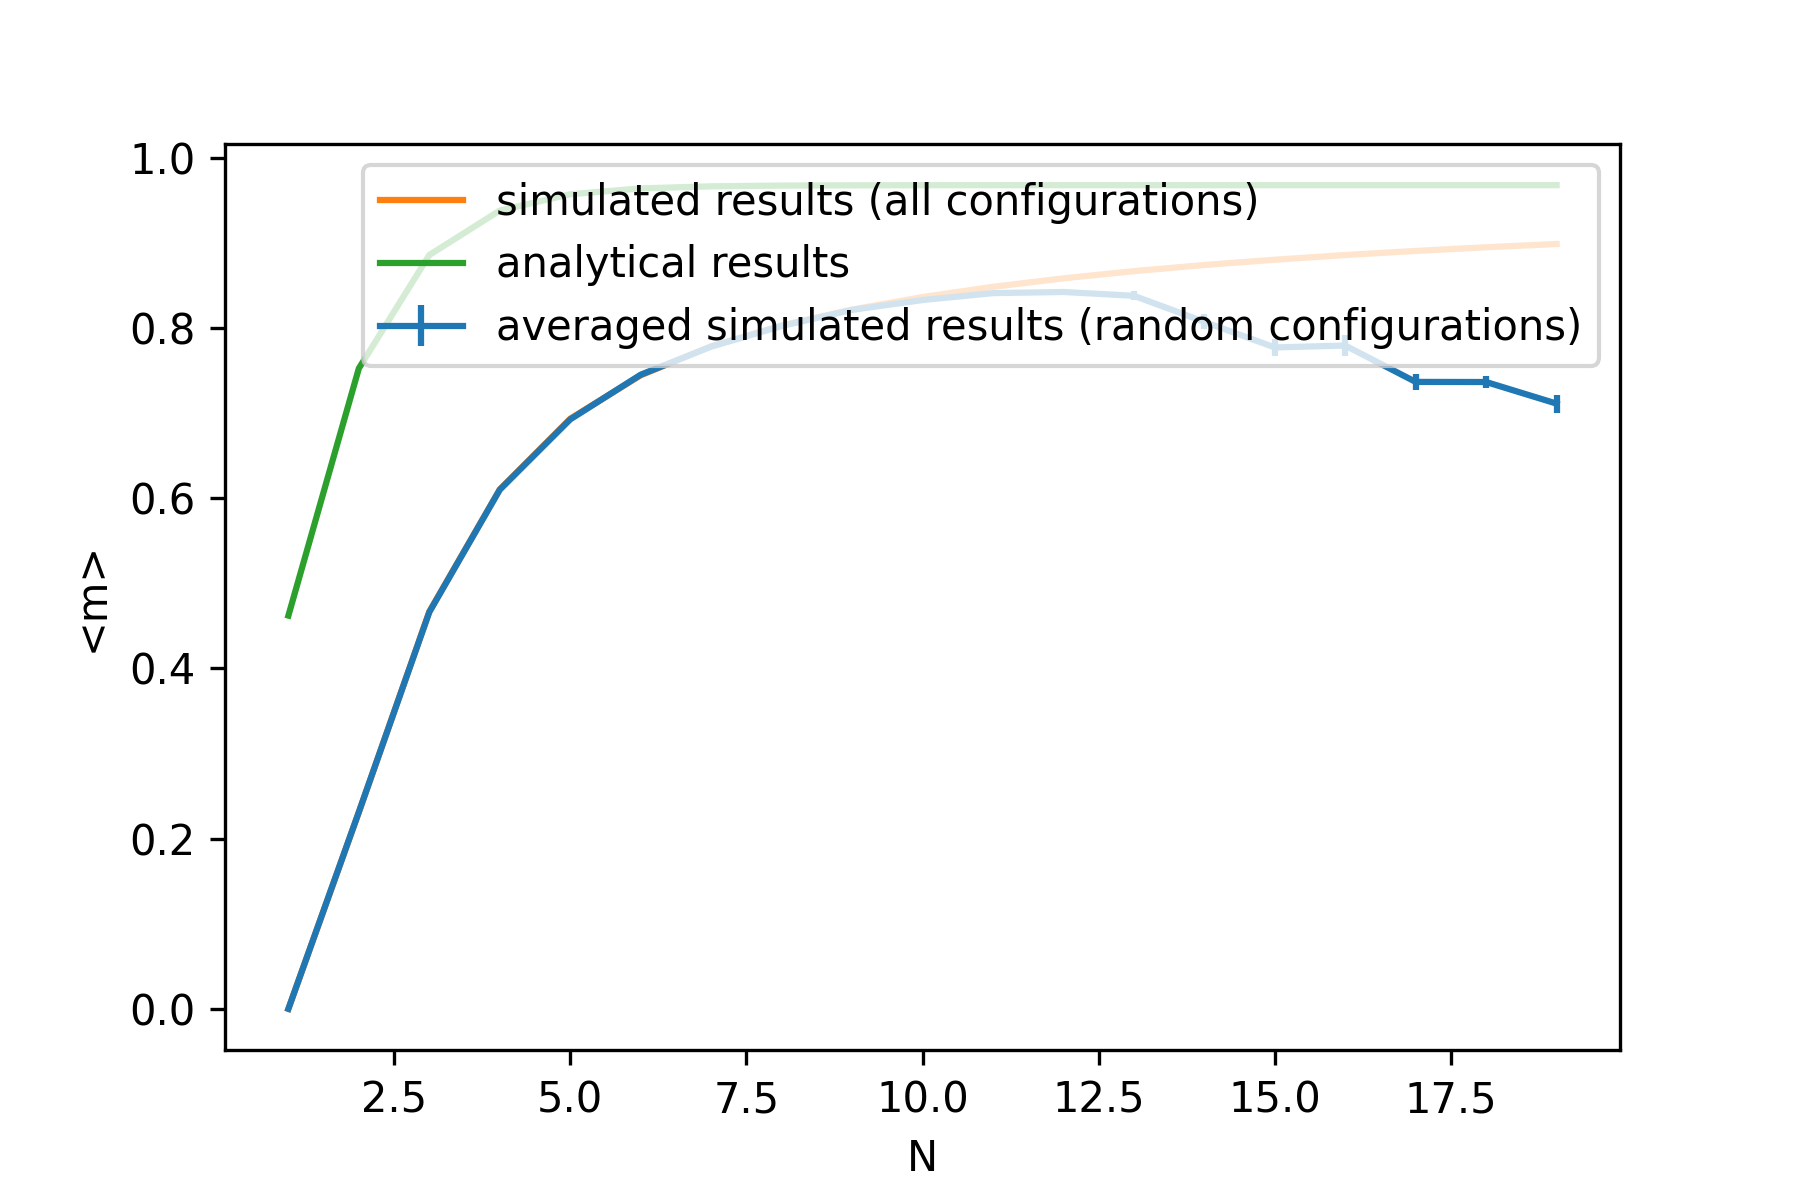 1.0
0.8
0.6
0.4
0.2
0.0
<m>
simulated results (all configurations)
analytical results
averaged simulated results (random configurations)
2.5 5.0 7.5 10.0 12.5 15.0 17.5
N